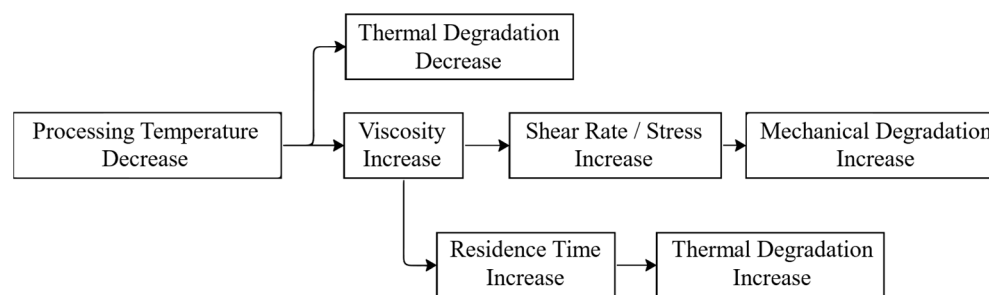 Thermal Degradation
Decrease
Processing Temperature
Decrease
Viscosity
Increase
Shear Rate / Stress
Increase
Mechanical Degradation
Increase
Residence Time
Increase
Thermal Degradation
Increase